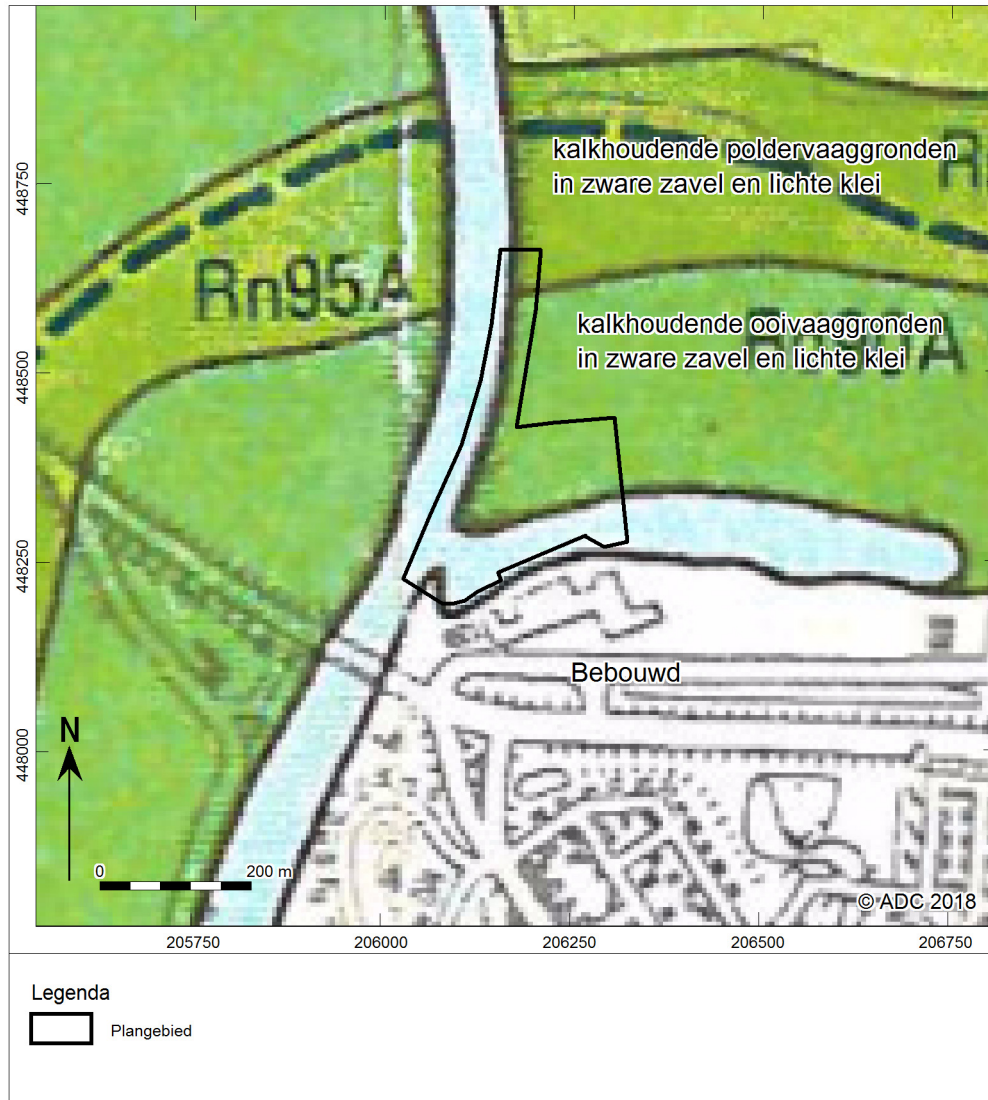 kalkhoudende poldervaaggronden
in zware zavel en lichte klei
Rn95A
kalkhoudende ooivaaggronden
in zware zavel en lichte klei
Bebouwd
N
0 200 m
© ADC 2018
448750
448500
448250
448000
205750 206000 206250 206500 206750
Legenda
Plangebied